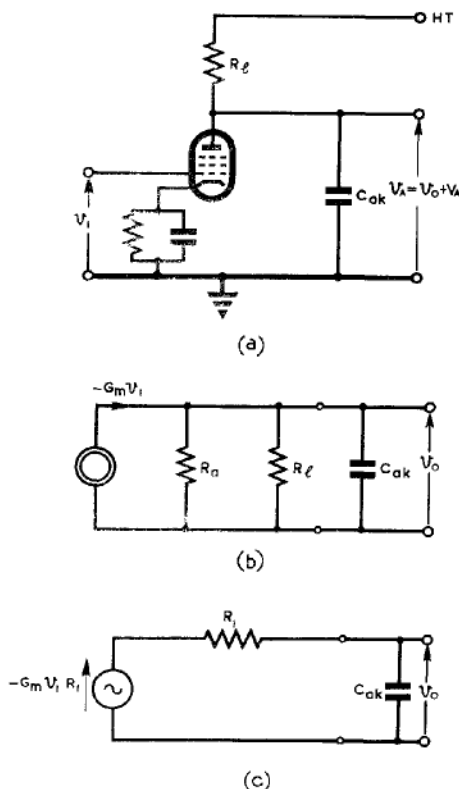 HT
Rℓ
Cak
VA=Vo+VA
V1
(a)
-GmV1
Ra
Rℓ
Cak
Vo
(b)
R1
-GmV1 R1
Cak
Vo
(c)